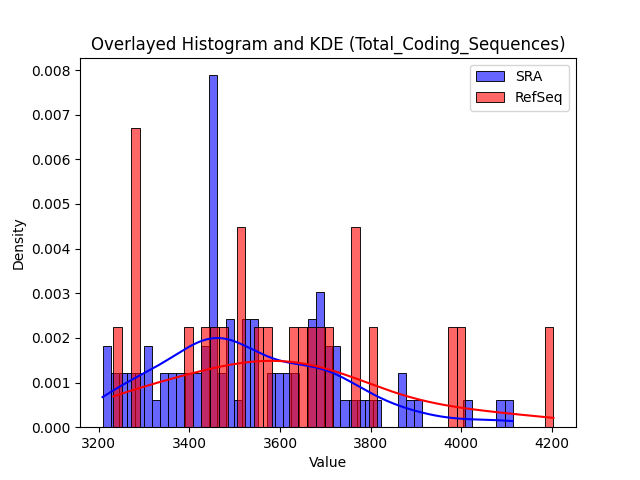 Overlayed Histogram and KDE (Total_Coding_Sequences)
SRA
RefSeq
0.008
0.007
0.006
0.005
0.004
0.003
0.002
0.001
0.000
Density
3200 3400 3600 3800 4000 4200
Value